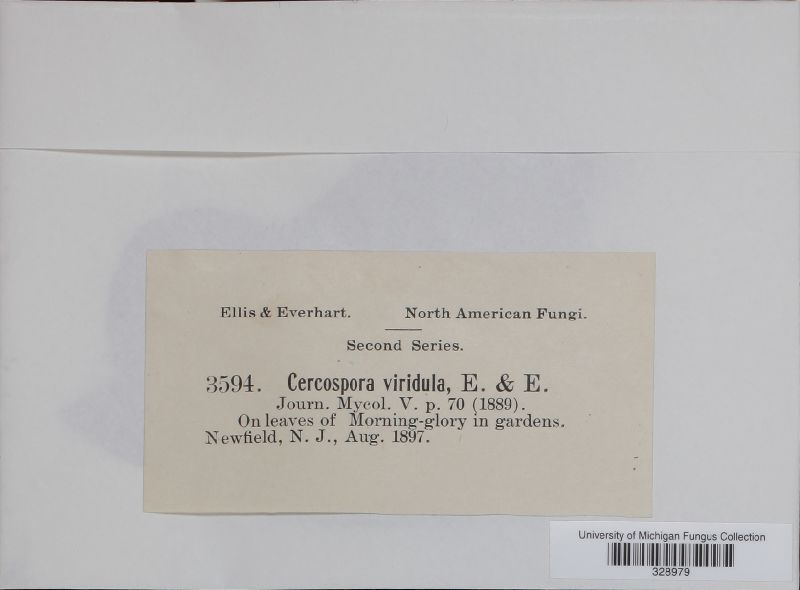 Ellis & Everhart. North American Fungi.
Second Series.
3594. Cercospora viridula, E. & E.
Journ. Mycol. V. p. 70 (1889).
On leaves of Morning-glory in gardens.
Newfield, N. J., Aug. 1897.
University of Michigan Fungus Collection
328979